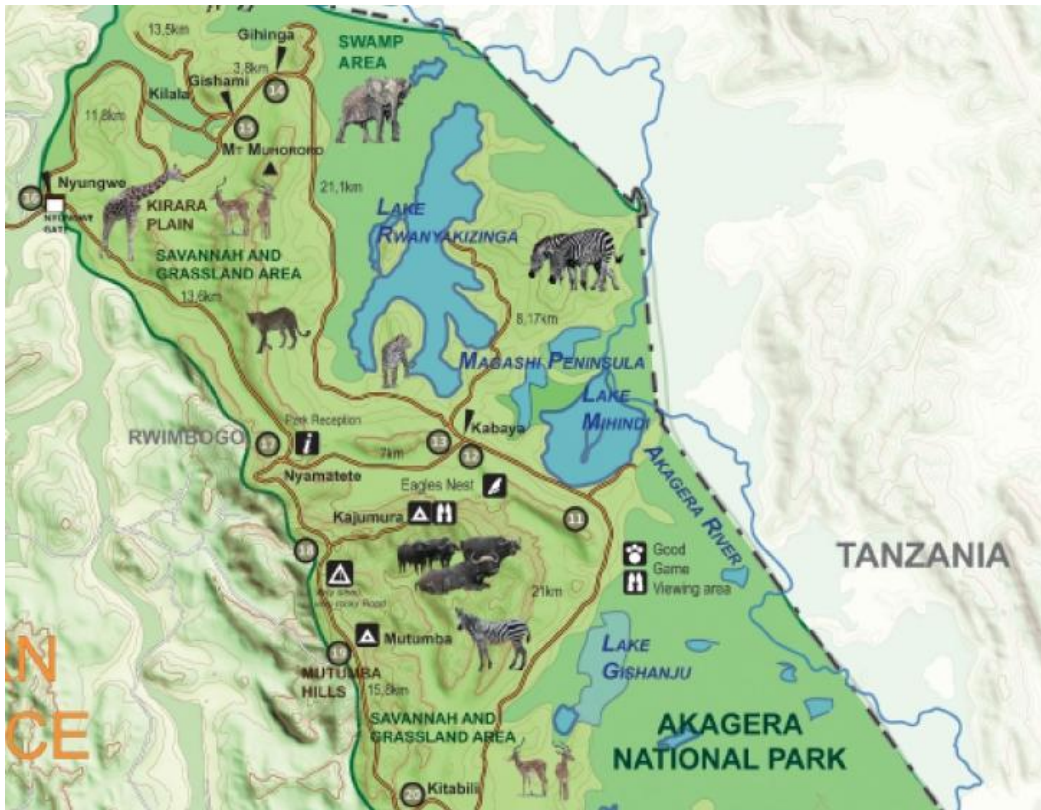 13,5km
Gihinga
SWAMP
AREA
3,8km
Gishami
Kilala
14
11,8km
15
MT MUHORORO
Nyungwe
16
NYUNGWE
GATE
KIRARA
PLAIN
21,1km
LAKE
RWANYAKIZINGA
SAVANNAH AND
GRASSLAND AREA
13,6km
8,17km
MAGASHI PENINSULA
LAKE
MIHINDI
Park Reception
Kabaya
RWIMBOGO
17
i
13
12
7km
Nyamatete
Eagles Nest
AKAGERA RIVER
Kajumura
11
18
Good
Game
Viewing area
TANZANIA
21km
Mutumba
19
MUTUMBA
HILLS
15,8km
LAKE
GISHANJU
N
CE
SAVANNAH AND
GRASSLAND AREA
AKAGERA
NATIONAL PARK
Kitabili
20